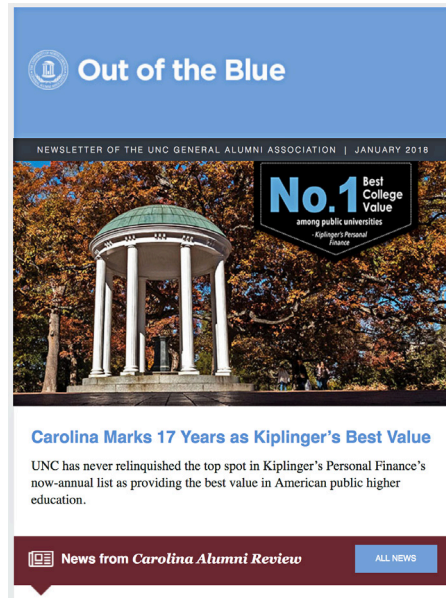 Out of the Blue
NEWSLETTER OF THE UNC GENERAL ALUMNI ASSOCIATION | JANUARY 2018
No.1 Best
College
Value
among public universities
- Kiplinger's Personal
Finance
Carolina Marks 17 Years as Kiplinger's Best Value
UNC has never relinquished the top spot in Kiplinger's Personal Finance's
now-annual list as providing the best value in American public higher
education.
News from Carolina Alumni Review
ALL NEWS